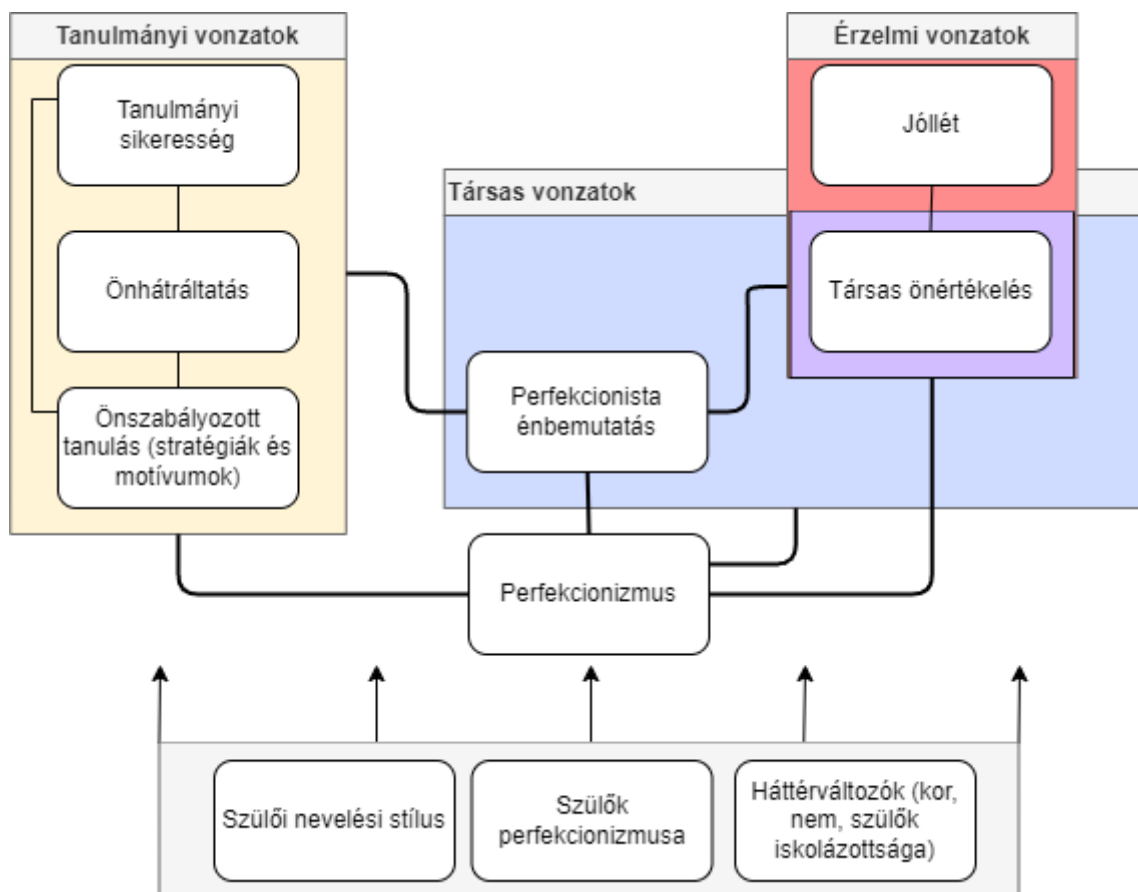 Tanulmányi vonzatok
Érzelmi vonzatok
Tanulmányi
sikeresség
Jóllét
Társas vonzatok
Önhátráltatás
Társas önértékelés
Perfekcionista
énbemutatás
Önszabályozott
tanulás (stratégiák és
motívumok)
Perfekcionizmus
Szülői nevelési stílus
Szülők
perfekcionizmusa
Háttérváltozók (kor,
nem, szülők
iskolázottsága)